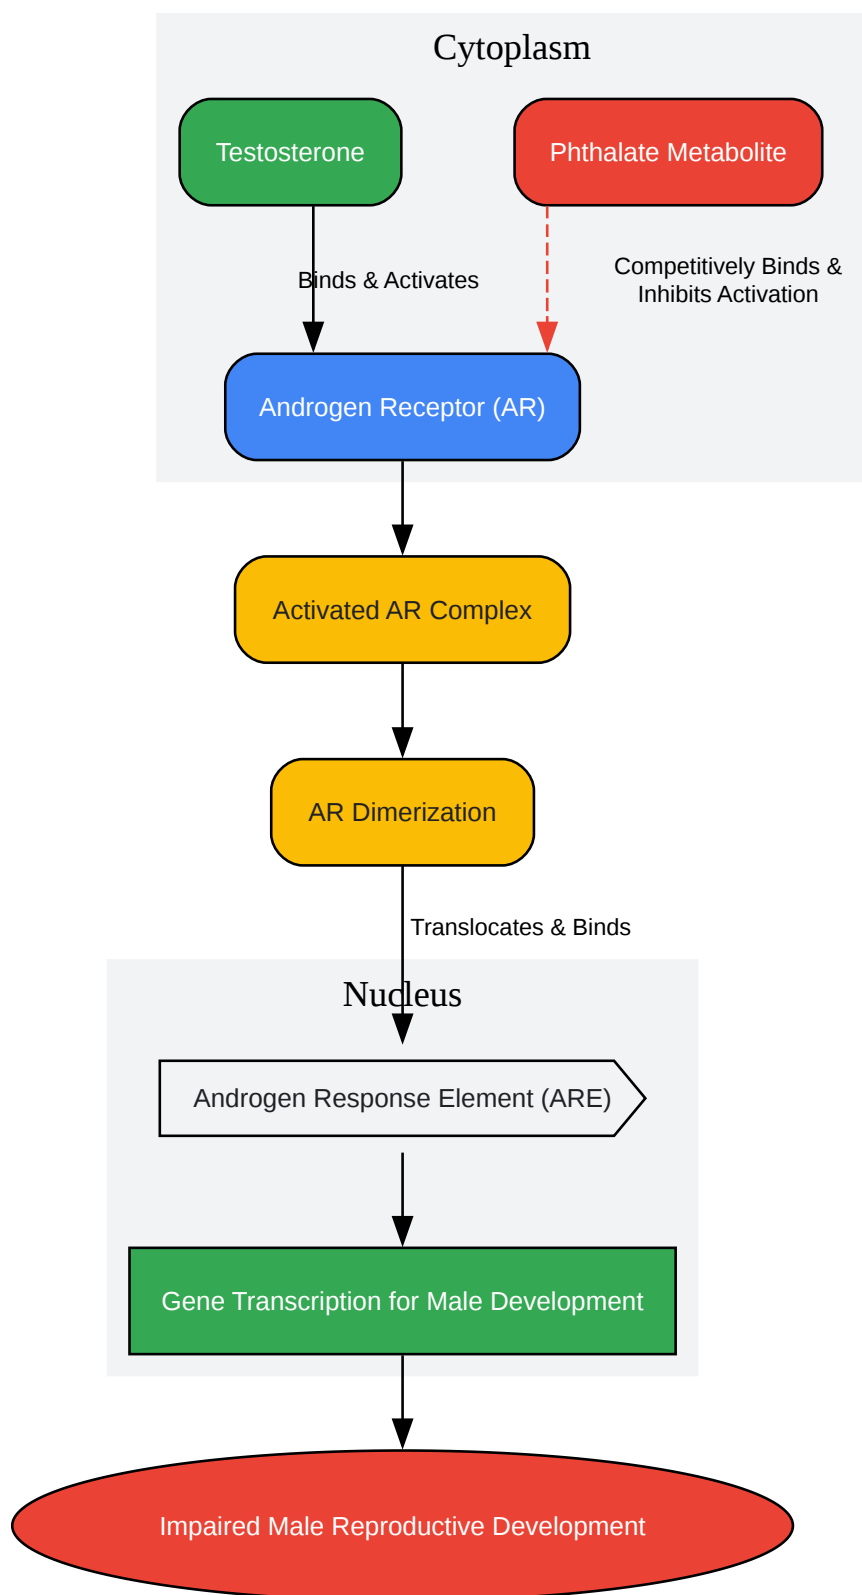 Cytoplasm
Testosterone
Phthalate Metabolite
Binds & Activates
Competitively Binds &
Inhibits Activation
Androgen Receptor (AR)
Activated AR Complex
AR Dimerization
Translocates & Binds
Nucleus
Androgen Response Element (ARE)
Gene Transcription for Male Development
Impaired Male Reproductive Development